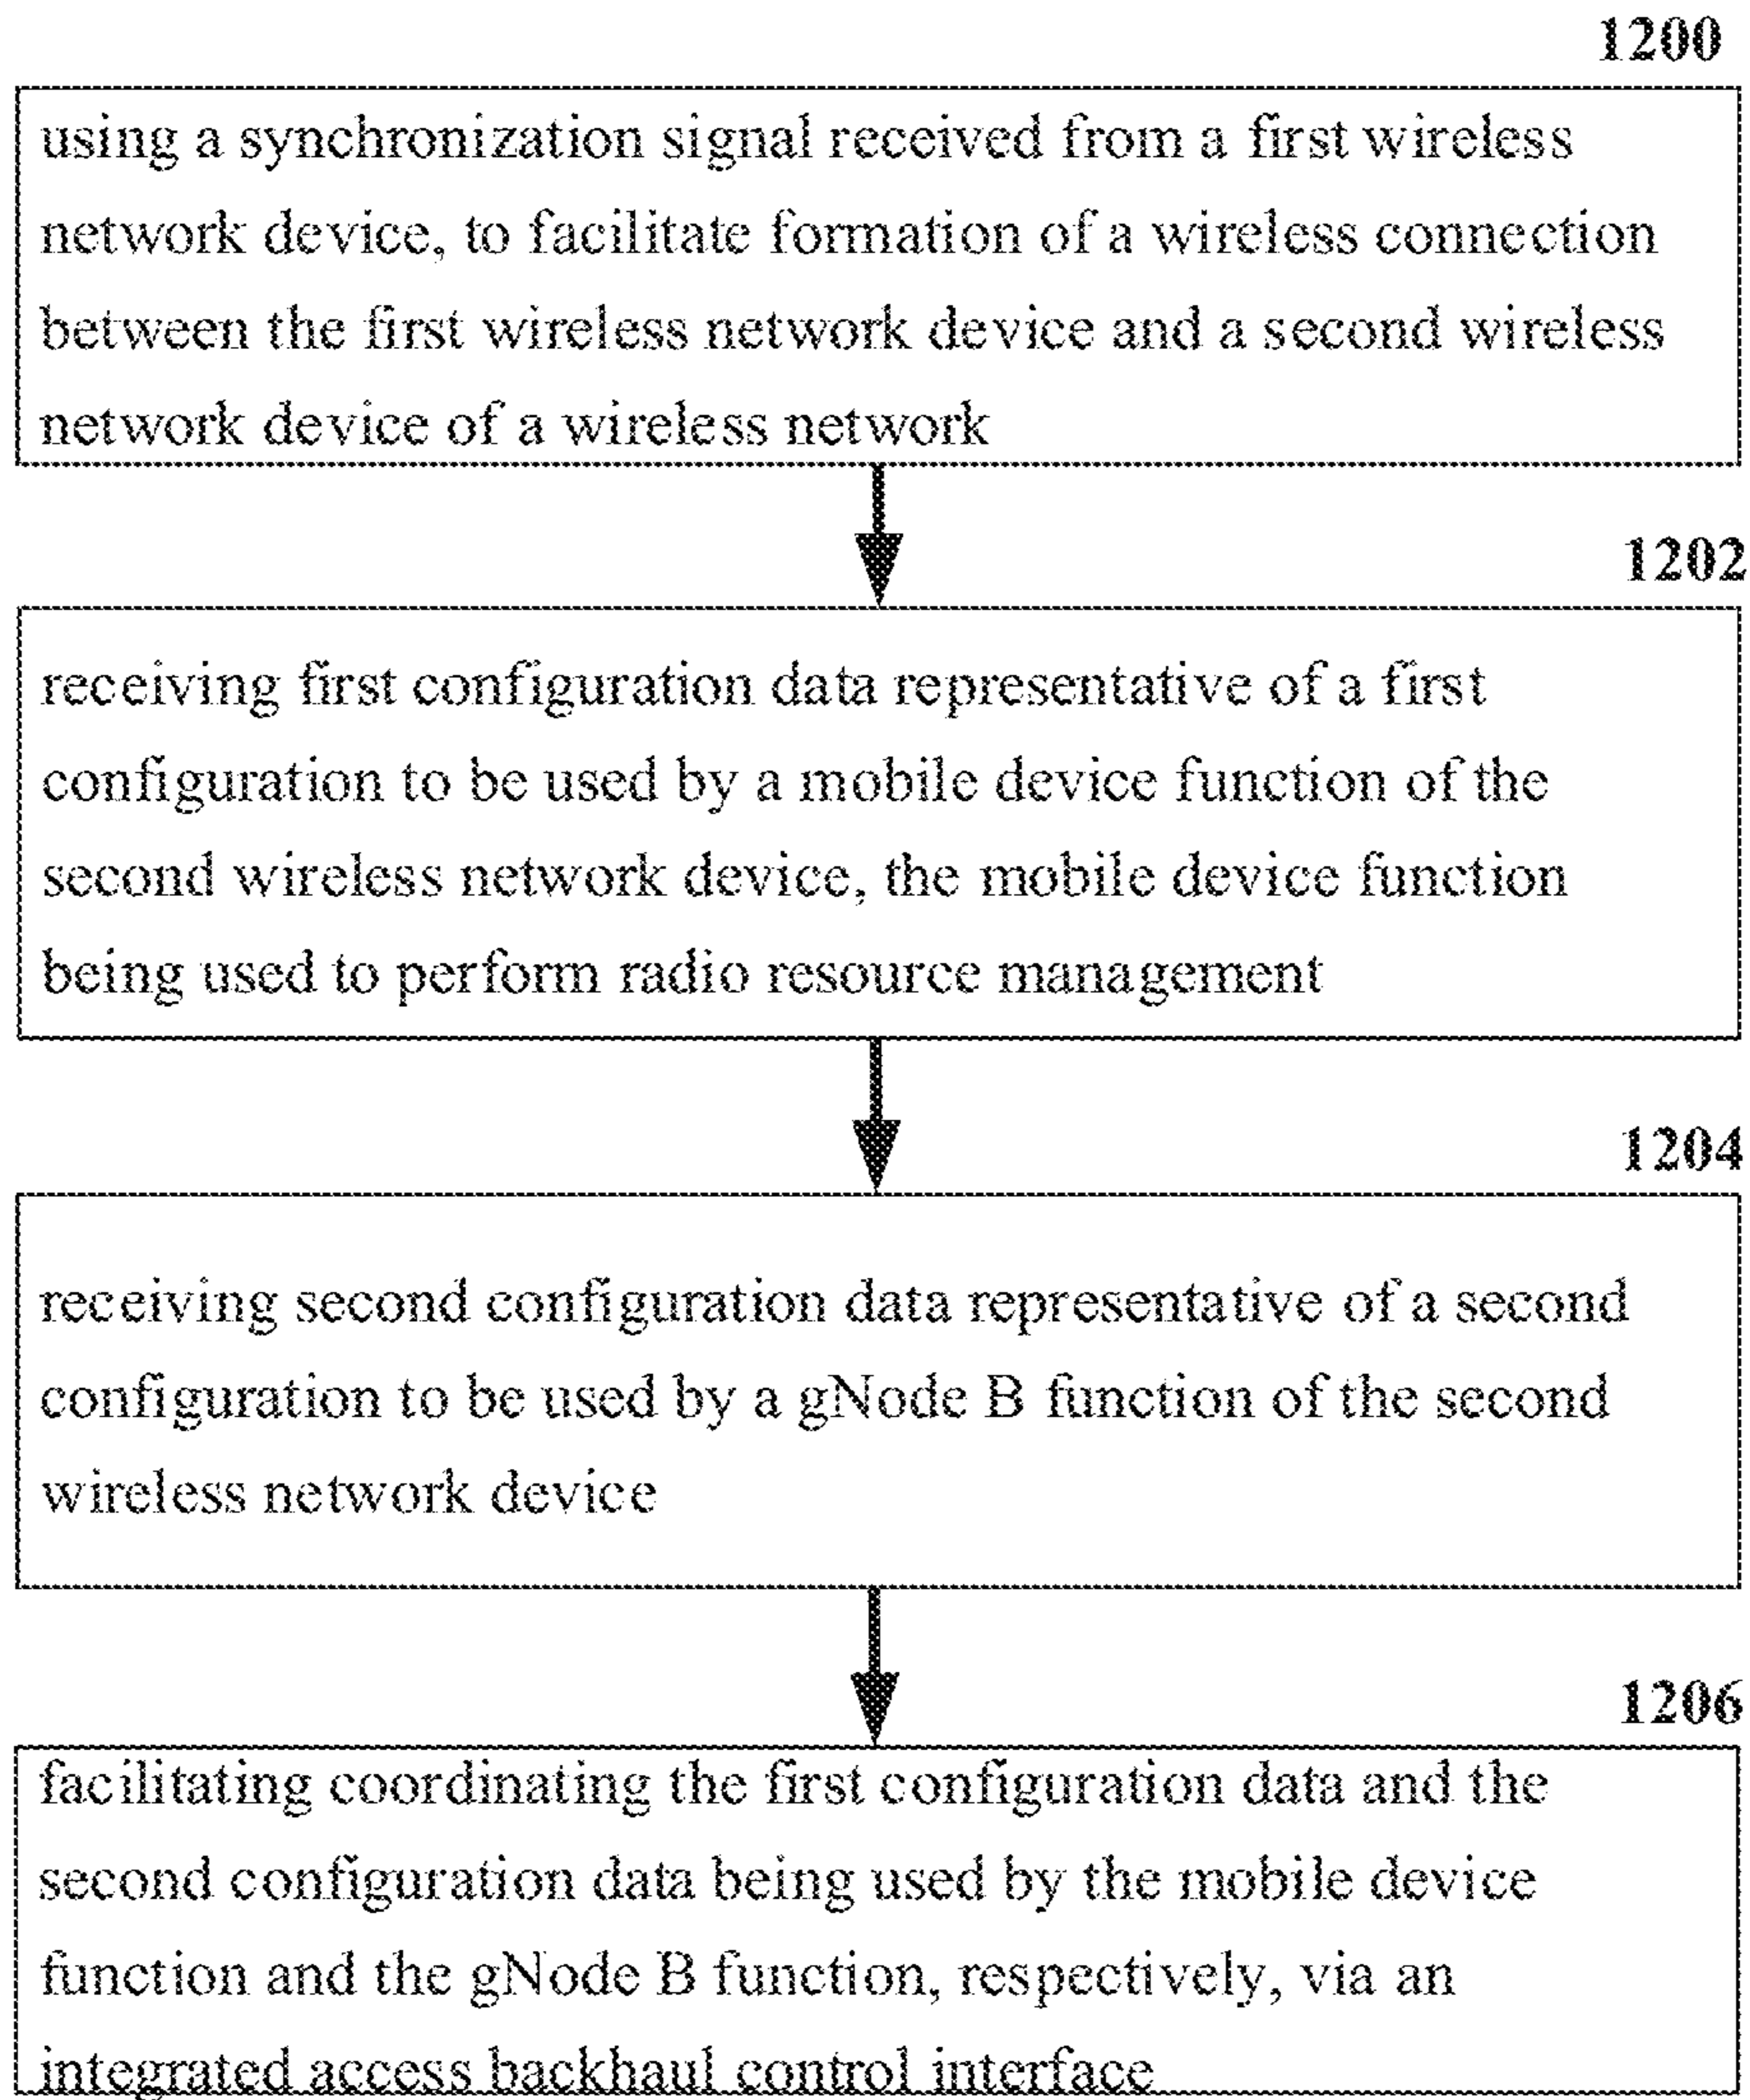 1200
using a synchronization signal received from a first wireless
network device, to facilitate formation of a wireless connection
between the first wireless network device and a second wireless
network device of a wireless network
1202
receiving first configuration data representative of a first
configuration to be used by a mobile device function of the
second wireless network device, the mobile device function
being used to perform radio resource management
1204
receiving second configuration data representative of a second
configuration to be used by a gNode B function of the second
wireless network device
1206
facilitating coordinating the first configuration data and the
second configuration data being used by the mobile device
function and the gNode B function, respectively, via an
integrated access backhaul control interface